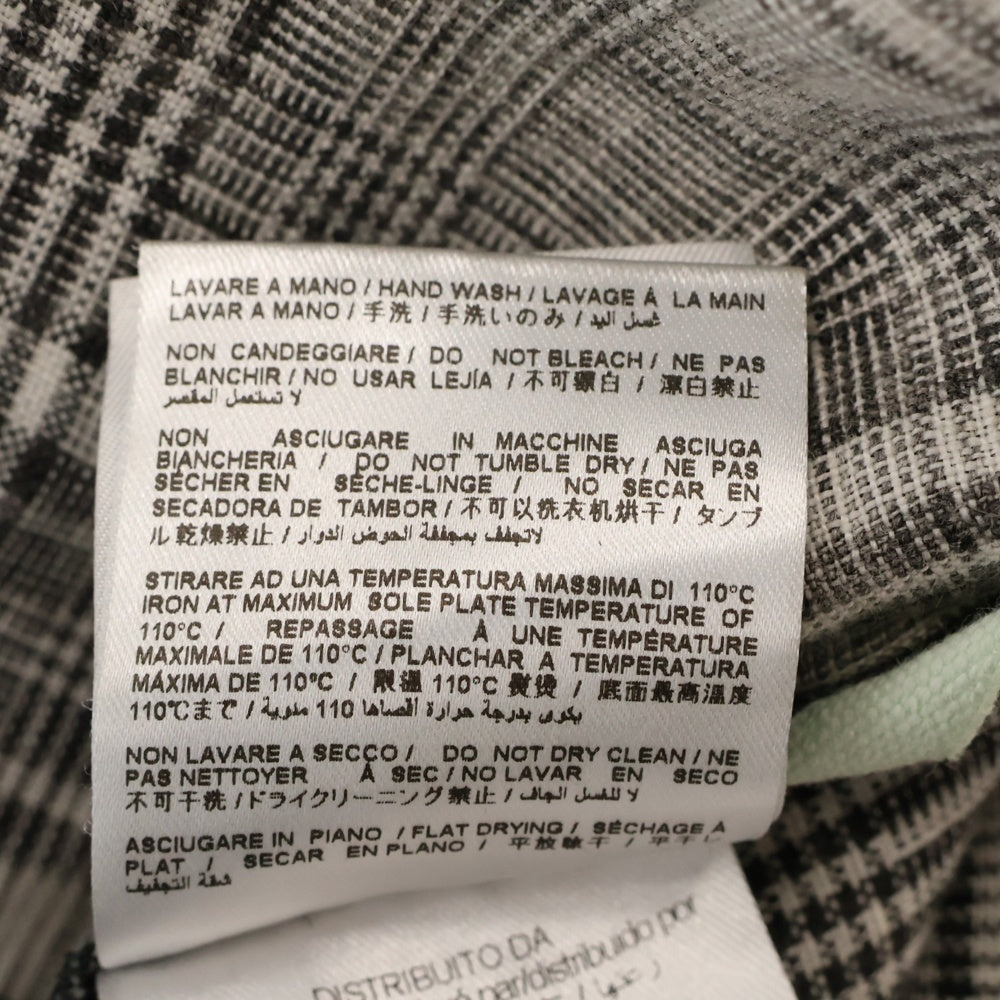 LAVARE A MANO / HAND WASH / LAVAGE À LA MAIN
LAVAR A MANO / 手洗 / 手洗いのみ / غسل اليد
NON CANDEGGIARE / DO NOT BLEACH / NE PAS
BLANCHIR / NO USAR LEJÍA / 不可漂白 / 漂白禁止
لا تستعمل المقصر
NON ASCIUGARE IN MACCHINE ASCIUGA
BIANCHERIA / DO NOT TUMBLE DRY / NE PAS
SÉCHER EN SÈCHE-LINGE / NO SECAR EN
SECADORA DE TAMBOR / 不可以洗衣机烘干 / タンブ
ル乾燥禁止 / لاتجفف بمجففة الحوض الدوار
STIRARE AD UNA TEMPERATURA MASSIMA DI 110°C
IRON AT MAXIMUM SOLE PLATE TEMPERATURE OF
110°C / REPASSAGE À UNE TEMPÉRATURE
MAXIMALE DE 110°C / PLANCHAR A TEMPERATURA
MÁXIMA DE 110°C / 限温 110°C 熨烫 / 底面最高温度
110℃まで / يكوى بدرجة حرارة أقصاها 110 مئوية
NON LAVARE A SECCO / DO NOT DRY CLEAN / NE
PAS NETTOYER À SEC / NO LAVAR EN SECO
不可干洗 / ドライクリーニング禁止 / لا للغسل الجاف
ASCIUGARE IN PIANO / FLAT DRYING / SÉCHAGE À
PLAT / SECAR EN PLANO / 平放晾干 / 平干し
التجفيف
DISTRIBUITO DA
par/distribuido por